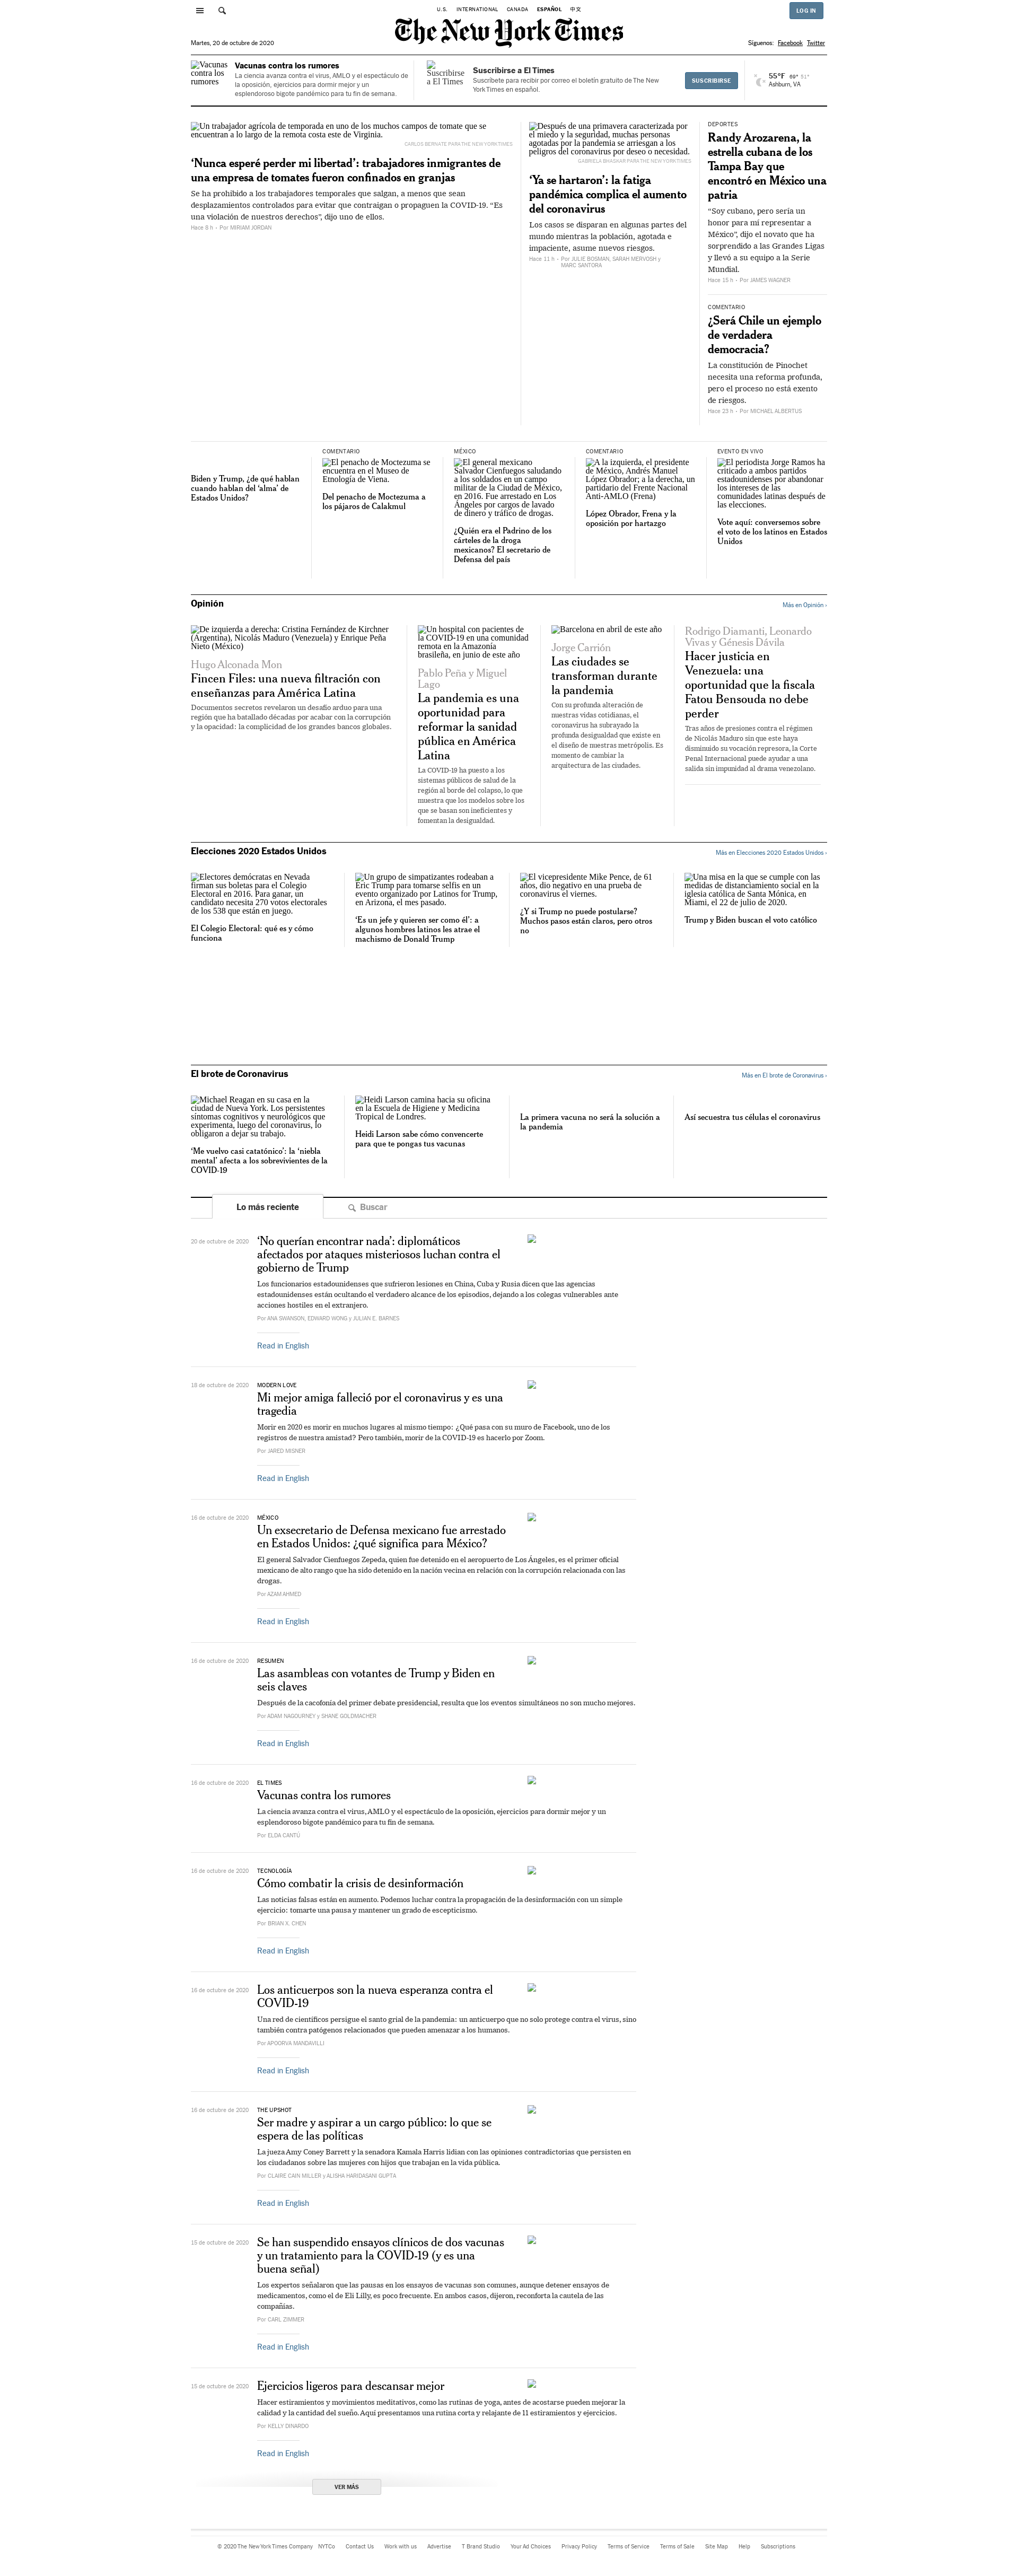 U.S. INTERNATIONAL CANADA ESPAÑOL 中文
LOG IN
The New York Times
Martes, 20 de octubre de 2020
Síguenos: Facebook Twitter
Vacunas contra los rumores
Vacunas contra los rumores
La ciencia avanza contra el virus, AMLO y el espectáculo de
la oposición, ejercicios para dormir mejor y un
esplendoroso bigote pandémico para tu fin de semana.
Suscribirse a El Times
Suscribirse a El Times
Suscríbete para recibir por correo el boletín gratuito de The New
York Times en español.
SUSCRIBIRSE
55°F 69° 51°
Ashburn, VA
Un trabajador agrícola de temporada en uno de los muchos campos de tomate que se
encuentran a lo largo de la remota costa este de Virginia.
CARLOS BERNATE PARA THE NEW YORK TIMES
‘Nunca esperé perder mi libertad’: trabajadores inmigrantes de
una empresa de tomates fueron confinados en granjas
Se ha prohibido a los trabajadores temporales que salgan, a menos que sean
desplazamientos controlados para evitar que contraigan o propaguen la COVID-19. “Es
una violación de nuestros derechos”, dijo uno de ellos.
Hace 8 h - Por MIRIAM JORDAN
Después de una primavera caracterizada por
el miedo y la seguridad, muchas personas
agotadas por la pandemia se arriesgan a los
peligros del coronavirus por deseo o necesidad.
GABRIELA BHASKAR PARA THE NEW YORK TIMES
‘Ya se hartaron’: la fatiga
pandémica complica el aumento
del coronavirus
Los casos se disparan en algunas partes del
mundo mientras la población, agotada e
impaciente, asume nuevos riesgos.
Hace 11 h - Por JULIE BOSMAN, SARAH MERVOSH y
MARC SANTORA
DEPORTES:
Randy Arozarena, la
estrella cubana de los
Tampa Bay que
encontró en México una
patria
“Soy cubano, pero sería un
honor para mí representar a
México”, dijo el novato que ha
sorprendido a las Grandes Ligas
y llevó a su equipo a la Serie
Mundial.
Hace 15 h - Por JAMES WAGNER
COMENTARIO
¿Será Chile un ejemplo
de verdadera
democracia?
La constitución de Pinochet
necesita una reforma profunda,
pero el proceso no está exento
de riesgos.
Hace 23 h - Por MICHAEL ALBERTUS
Biden y Trump, ¿de qué hablan
cuando hablan del ‘alma’ de
Estados Unidos?
COMENTARIO
El penacho de Moctezuma se
encuentra en el Museo de
Etnología de Viena.
Del penacho de Moctezuma a
los pájaros de Calakmul
MÉXICO
El general mexicano
Salvador Cienfuegos saludando
a los soldados en un campo
militar de la Ciudad de México,
en 2016. Fue arrestado en Los
Ángeles por cargos de lavado
de dinero y tráfico de drogas.
¿Quién era el Padrino de los
cárteles de la droga
mexicanos? El secretario de
Defensa del país
COMENTARIO
A la izquierda, el presidente
de México, Andrés Manuel
López Obrador; a la derecha, un
partidario del Frente Nacional
Anti-AMLO (Frena)
López Obrador, Frena y la
oposición por hartazgo
EVENTO EN VIVO
El periodista Jorge Ramos ha
criticado a ambos partidos
estadounidenses por abandonar
los intereses de las
comunidades latinas después de
las elecciones.
Vote aquí: conversemos sobre
el voto de los latinos en Estados
Unidos
Opinión
Más en Opinión ›
De izquierda a derecha: Cristina Fernández de Kirchner
(Argentina), Nicolás Maduro (Venezuela) y Enrique Peña
Nieto (México)
Hugo Alconada Mon
Fincen Files: una nueva filtración con
enseñanzas para América Latina
Documentos secretos revelaron un desafío arduo para una
región que ha batallado décadas por acabar con la corrupción
y la opacidad: la complicidad de los grandes bancos globales.
Un hospital con pacientes de
la COVID-19 en una comunidad
remota en la Amazonía
brasileña, en junio de este año
Pablo Peña y Miguel
Lago
La pandemia es una
oportunidad para
reformar la sanidad
pública en América
Latina
La COVID-19 ha puesto a los
sistemas públicos de salud de la
región al borde del colapso, lo que
muestra que los modelos sobre los
que se basan son ineficientes y
fomentan la desigualdad.
Barcelona en abril de este año
Jorge Carrión
Las ciudades se
transforman durante
la pandemia
Con su profunda alteración de
nuestras vidas cotidianas, el
coronavirus ha subrayado la
profunda desigualdad que existe en
el diseño de nuestras metrópolis. Es
momento de cambiar la
arquitectura de las ciudades.
Rodrigo Diamanti, Leonardo
Vivas y Génesis Dávila
Hacer justicia en
Venezuela: una
oportunidad que la fiscala
Fatou Bensouda no debe
perder
Tras años de presiones contra el régimen
de Nicolás Maduro sin que este haya
disminuido su vocación represora, la Corte
Penal Internacional puede ayudar a una
salida sin impunidad al drama venezolano.
Elecciones 2020 Estados Unidos
Más en Elecciones 2020 Estados Unidos ›
Electores demócratas en Nevada
firman sus boletas para el Colegio
Electoral en 2016. Para ganar, un
candidato necesita 270 votos electorales
de los 538 que están en juego.
El Colegio Electoral: qué es y cómo
funciona
Un grupo de simpatizantes rodeaban a
Eric Trump para tomarse selfis en un
evento organizado por Latinos for Trump,
en Arizona, el mes pasado.
‘Es un jefe y quieren ser como él’: a
algunos hombres latinos les atrae el
machismo de Donald Trump
El vicepresidente Mike Pence, de 61
años, dio negativo en una prueba de
coronavirus el viernes.
¿Y si Trump no puede postularse?
Muchos pasos están claros, pero otros
no
Una misa en la que se cumple con las
medidas de distanciamiento social en la
iglesia católica de Santa Mónica, en
Miami, el 22 de julio de 2020.
Trump y Biden buscan el voto católico
El brote de Coronavirus
Más en El brote de Coronavirus ›
Michael Reagan en su casa en la
ciudad de Nueva York. Los persistentes
síntomas cognitivos y neurológicos que
experimenta, luego del coronavirus, lo
obligaron a dejar su trabajo.
‘Me vuelvo casi catatónico’: la ‘niebla
mental’ afecta a los sobrevivientes de la
COVID-19
Heidi Larson camina hacia su oficina
en la Escuela de Higiene y Medicina
Tropical de Londres.
Heidi Larson sabe cómo convencerte
para que te pongas tus vacunas
La primera vacuna no será la solución a
la pandemia
Así secuestra tus células el coronavirus
Lo más reciente
Buscar
20 de octubre de 2020
‘No querían encontrar nada’: diplomáticos
afectados por ataques misteriosos luchan contra el
gobierno de Trump
Los funcionarios estadounidenses que sufrieron lesiones en China, Cuba y Rusia dicen que las agencias
estadounidenses están ocultando el verdadero alcance de los episodios, dejando a los colegas vulnerables ante
acciones hostiles en el extranjero.
Por ANA SWANSON, EDWARD WONG y JULIAN E. BARNES
Read in English
18 de octubre de 2020
MODERN LOVE
Mi mejor amiga falleció por el coronavirus y es una
tragedia
Morir en 2020 es morir en muchos lugares al mismo tiempo: ¿Qué pasa con su muro de Facebook, uno de los
registros de nuestra amistad? Pero también, morir de la COVID-19 es hacerlo por Zoom.
Por JARED MISNER
Read in English
16 de octubre de 2020
MÉXICO
Un exsecretario de Defensa mexicano fue arrestado
en Estados Unidos: ¿qué significa para México?
El general Salvador Cienfuegos Zepeda, quien fue detenido en el aeropuerto de Los Ángeles, es el primer oficial
mexicano de alto rango que ha sido detenido en la nación vecina en relación con la corrupción relacionada con las
drogas.
Por AZAM AHMED
Read in English
16 de octubre de 2020
RESUMEN
Las asambleas con votantes de Trump y Biden en
seis claves
Después de la cacofonía del primer debate presidencial, resulta que los eventos simultáneos no son mucho mejores.
Por ADAM NAGOURNEY y SHANE GOLDMACHER
Read in English
16 de octubre de 2020
EL TIMES
Vacunas contra los rumores
La ciencia avanza contra el virus, AMLO y el espectáculo de la oposición, ejercicios para dormir mejor y un
esplendoroso bigote pandémico para tu fin de semana.
Por ELDA CANTÚ
16 de octubre de 2020
TECNOLOGÍA
Cómo combatir la crisis de desinformación
Las noticias falsas están en aumento. Podemos luchar contra la propagación de la desinformación con un simple
ejercicio: tomarte una pausa y mantener un grado de escepticismo.
Por BRIAN X. CHEN
Read in English
16 de octubre de 2020
Los anticuerpos son la nueva esperanza contra el
COVID-19
Una red de científicos persigue el santo grial de la pandemia: un anticuerpo que no solo protege contra el virus, sino
también contra patógenos relacionados que pueden amenazar a los humanos.
Por APOORVA MANDAVILLI
Read in English
16 de octubre de 2020
THE UPSHOT
Ser madre y aspirar a un cargo público: lo que se
espera de las políticas
La jueza Amy Coney Barrett y la senadora Kamala Harris lidian con las opiniones contradictorias que persisten en
los ciudadanos sobre las mujeres con hijos que trabajan en la vida pública.
Por CLAIRE CAIN MILLER y ALISHA HARIDASANI GUPTA
Read in English
15 de octubre de 2020
Se han suspendido ensayos clínicos de dos vacunas
y un tratamiento para la COVID-19 (y es una
buena señal)
Los expertos señalaron que las pausas en los ensayos de vacunas son comunes, aunque detener ensayos de
medicamentos, como el de Eli Lilly, es poco frecuente. En ambos casos, dijeron, reconforta la cautela de las
compañías.
Por CARL ZIMMER
Read in English
15 de octubre de 2020
Ejercicios ligeros para descansar mejor
Hacer estiramientos y movimientos meditativos, como las rutinas de yoga, antes de acostarse pueden mejorar la
calidad y la cantidad del sueño. Aquí presentamos una rutina corta y relajante de 11 estiramientos y ejercicios.
Por KELLY DINARDO
Read in English
VER MÁS
© 2020 The New York Times Company NYTCo Contact Us Work with us Advertise T Brand Studio Your Ad Choices Privacy Policy Terms of Service Terms of Sale Site Map Help Subscriptions